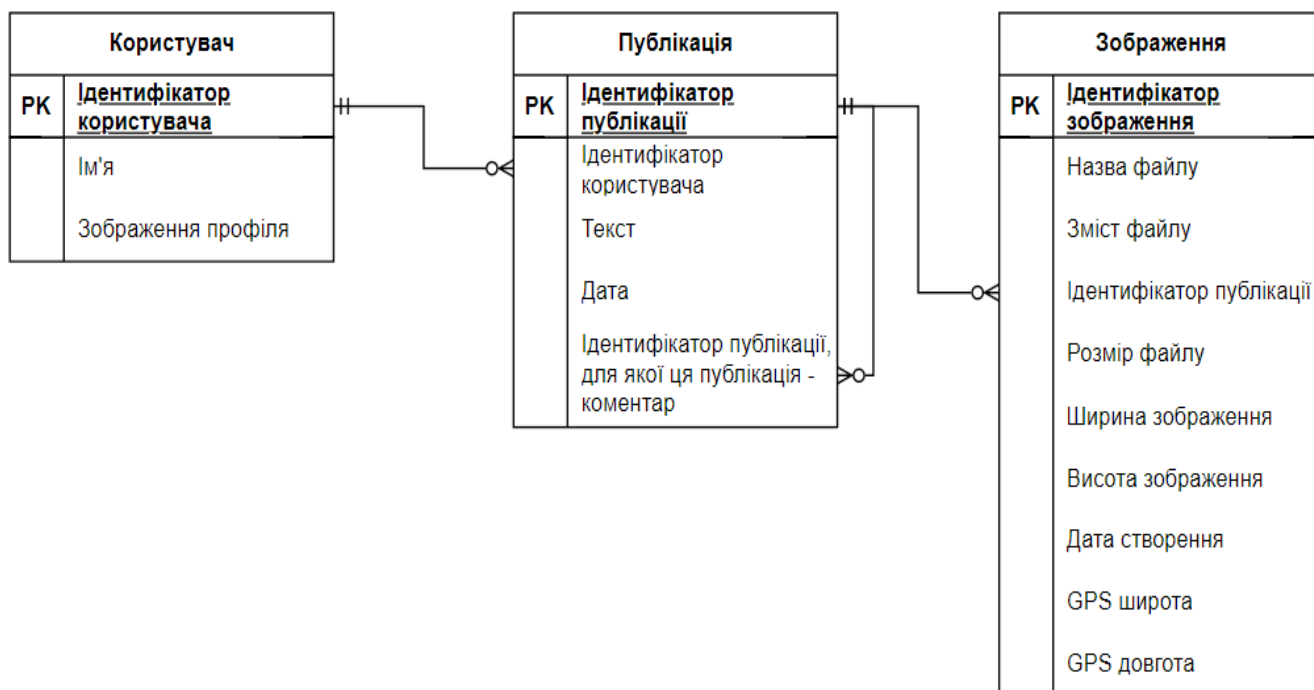 Користувач
PK
Ідентифікатор
користувача
Ім'я
Зображення профіля
Публікація
PK
Ідентифікатор
публікації
Ідентифікатор
користувача
Текст
Дата
Ідентифікатор публікації,
для якої ця публікація -
коментар
Зображення
PK
Ідентифікатор
зображення
Назва файлу
Зміст файлу
Ідентифікатор публікації
Розмір файлу
Ширина зображення
Висота зображення
Дата створення
GPS широта
GPS довгота